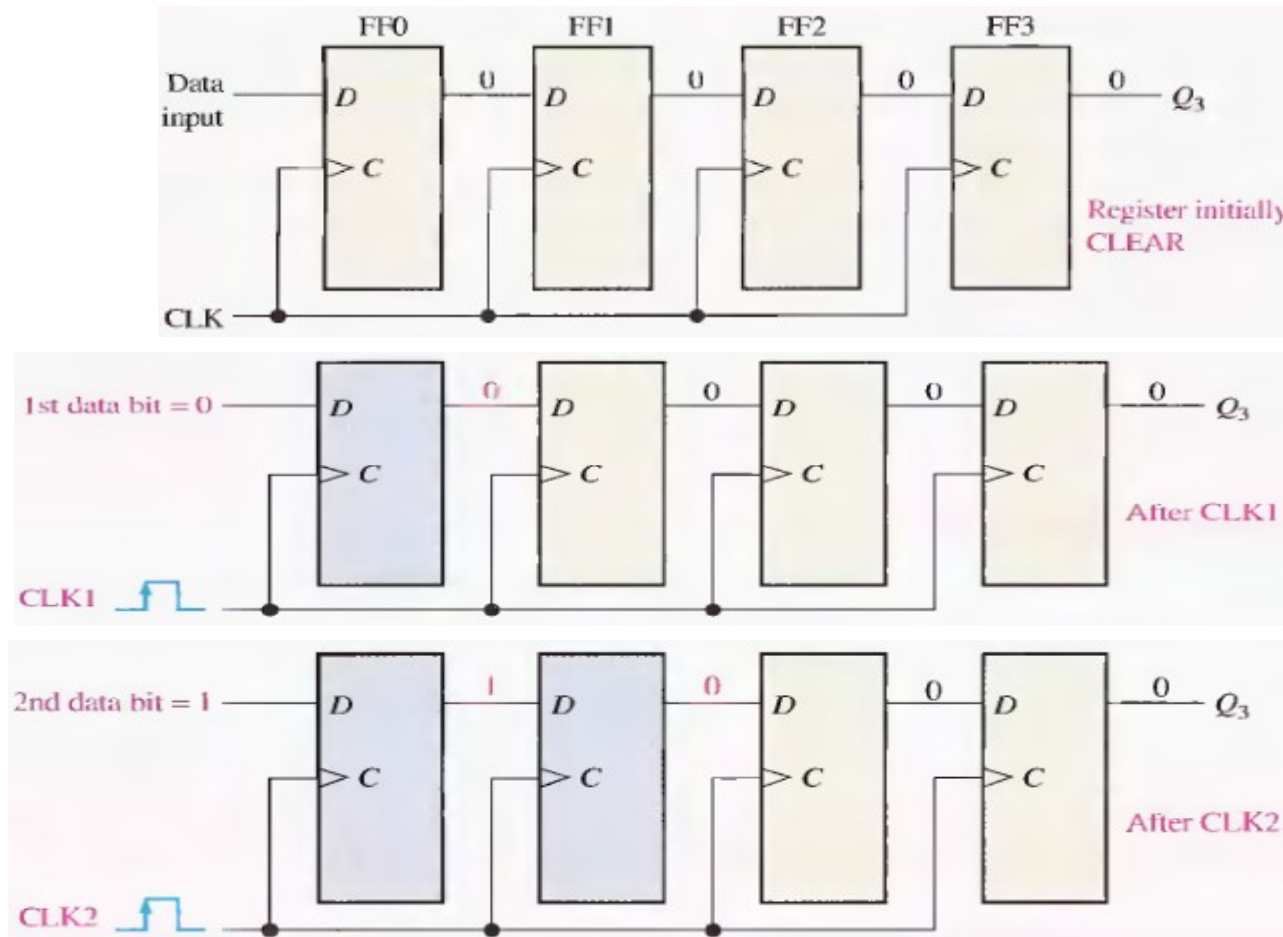 FF0 FF1 FF2 FF3
0 0 0 0
Data
input
D D D D Q3
C C C C
Register initially
CLEAR
CLK
0 0 0 0
1st data bit = 0 D D D D Q3
C C C C
After CLK1
CLK1
1 0 0 0
2nd data bit = 1 D D D D Q3
C C C C
After CLK2
CLK2